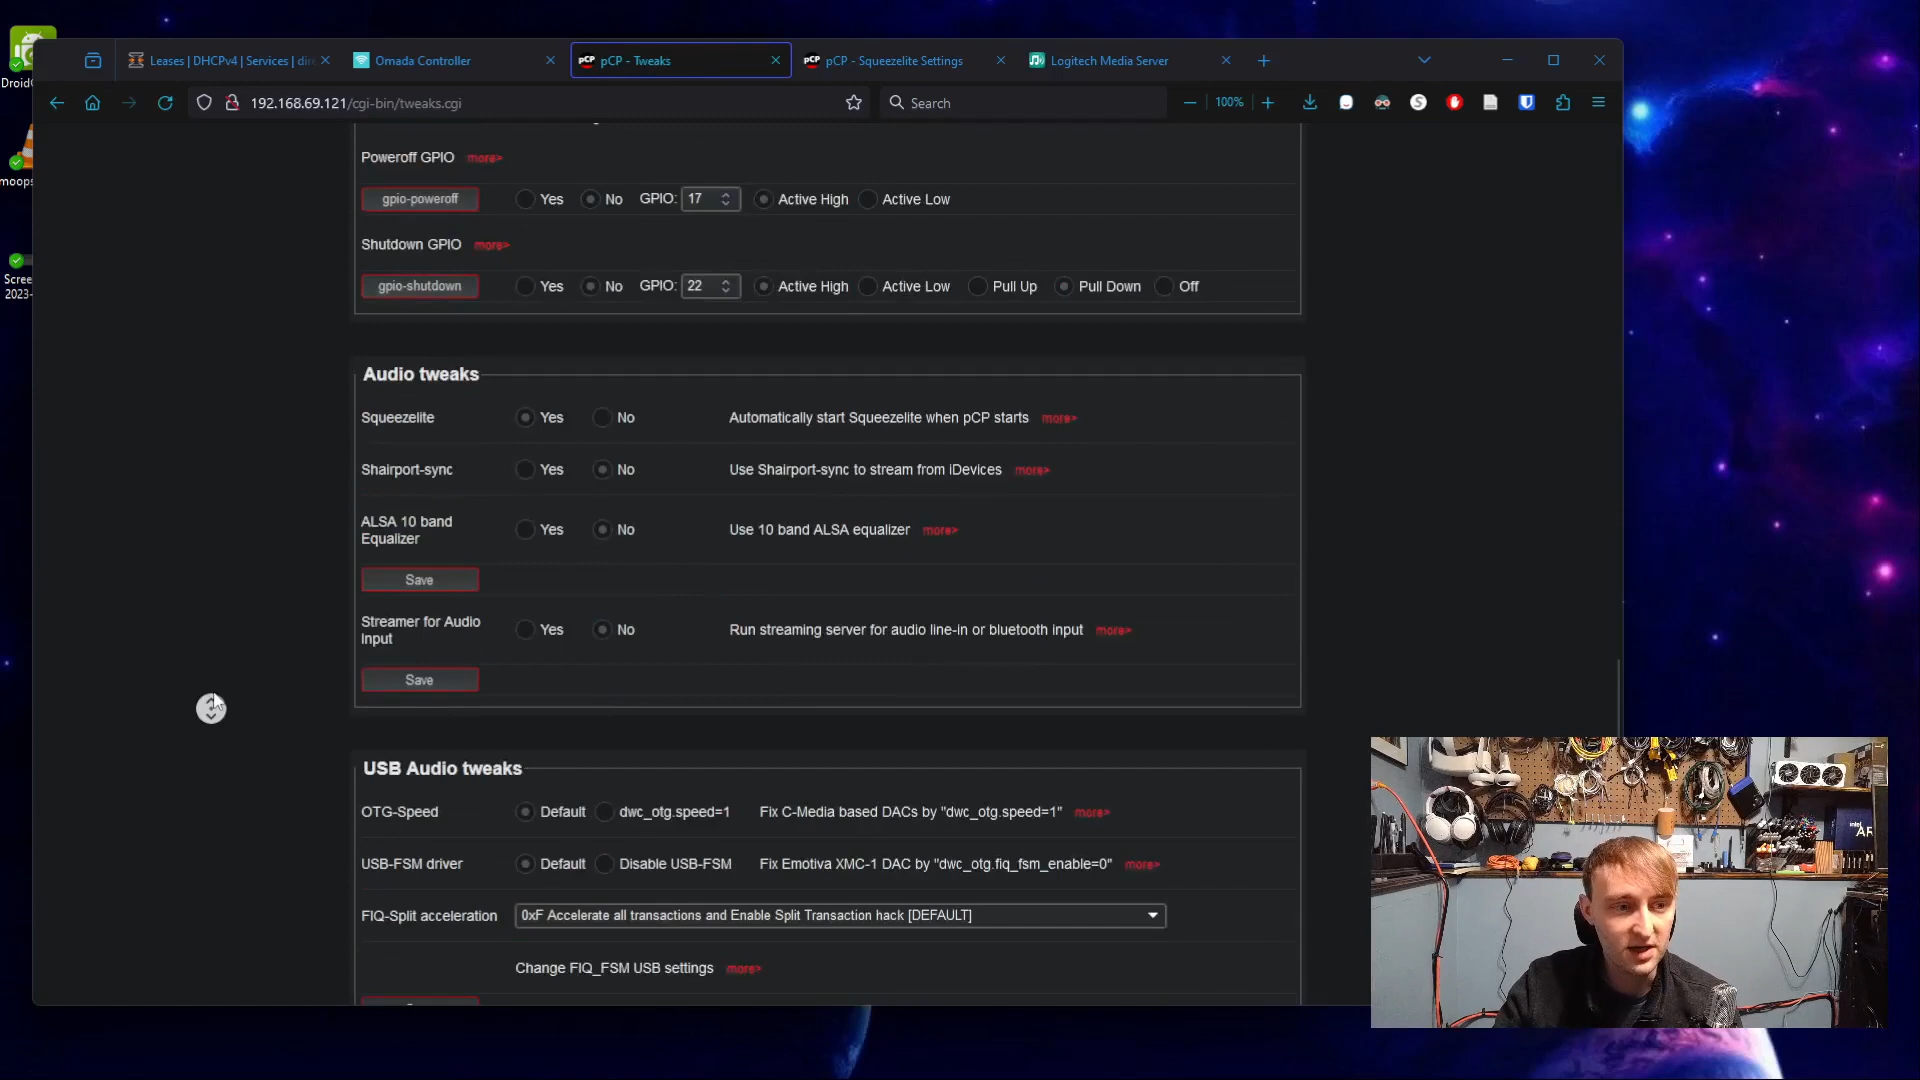 Leases | DHCPv4 | Services | dir
Omada Controller
pCP - Tweaks
pCP - Squeezelite Settings
Logitech Media Server
192.168.69.121/cgi-bin/tweaks.cgi
Search
100%
moops
Scree
2023-
Poweroff GPIO more>
gpio-poweroff Yes No GPIO: 17 Active High Active Low
Shutdown GPIO more>
gpio-shutdown Yes No GPIO: 22 Active High Active Low Pull Up Pull Down Off
Audio tweaks
Squeezelite Yes No Automatically start Squeezelite when pCP starts more>
Shairport-sync Yes No Use Shairport-sync to stream from iDevices more>
ALSA 10 band
Equalizer Yes No Use 10 band ALSA equalizer more>
Save
Streamer for Audio
Input Yes No Run streaming server for audio line-in or bluetooth input more>
Save
USB Audio tweaks
OTG-Speed Default dwc_otg.speed=1 Fix C-Media based DACs by "dwc_otg.speed=1" more>
USB-FSM driver Default Disable USB-FSM Fix Emotiva XMC-1 DAC by "dwc_otg.fiq_fsm_enable=0" more>
FIQ-Split acceleration 0xF Accelerate all transactions and Enable Split Transaction hack [DEFAULT]
Change FIQ_FSM USB settings more>
intel